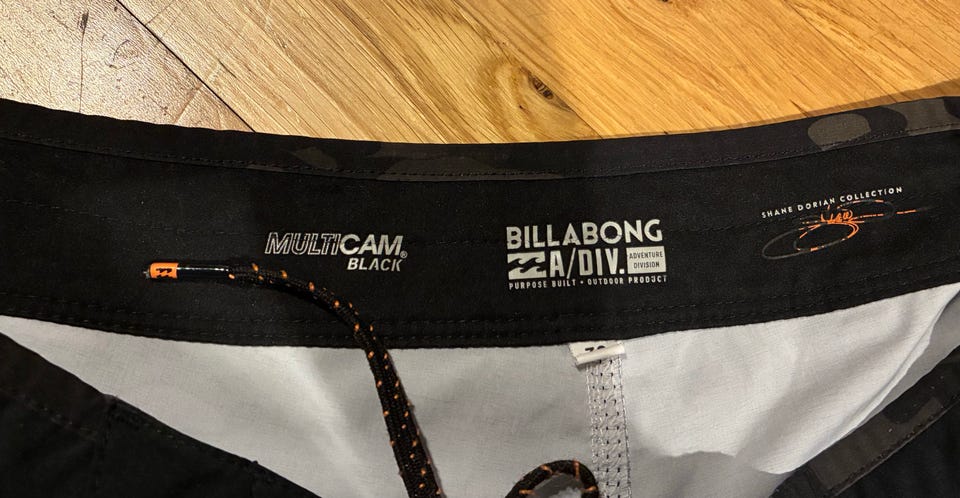 MULTICAM®
BLACK
BILLABONG
A/DIV. ADVENTURE DIVISION
PURPOSE BUILT • OUTDOOR PRODUCT
SHANE DORIAN COLLECTION